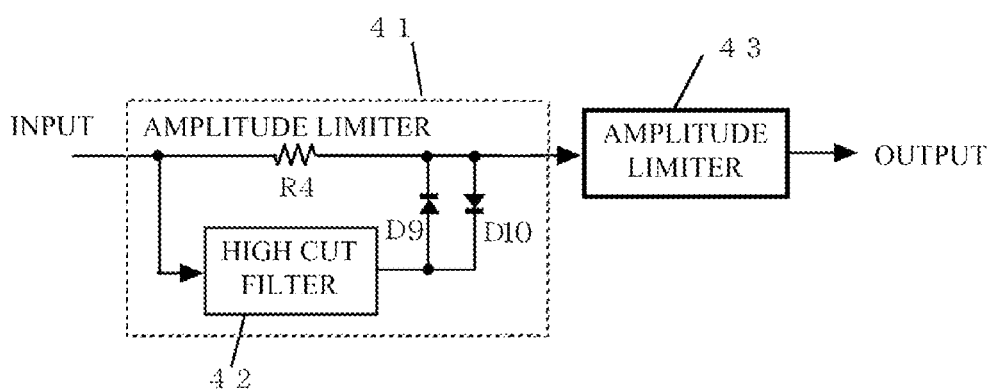 4 1
4 3
INPUT
AMPLITUDE LIMITER
AMPLITUDE
LIMITER
OUTPUT
R4
D9
D10
HIGH CUT
FILTER
4 2